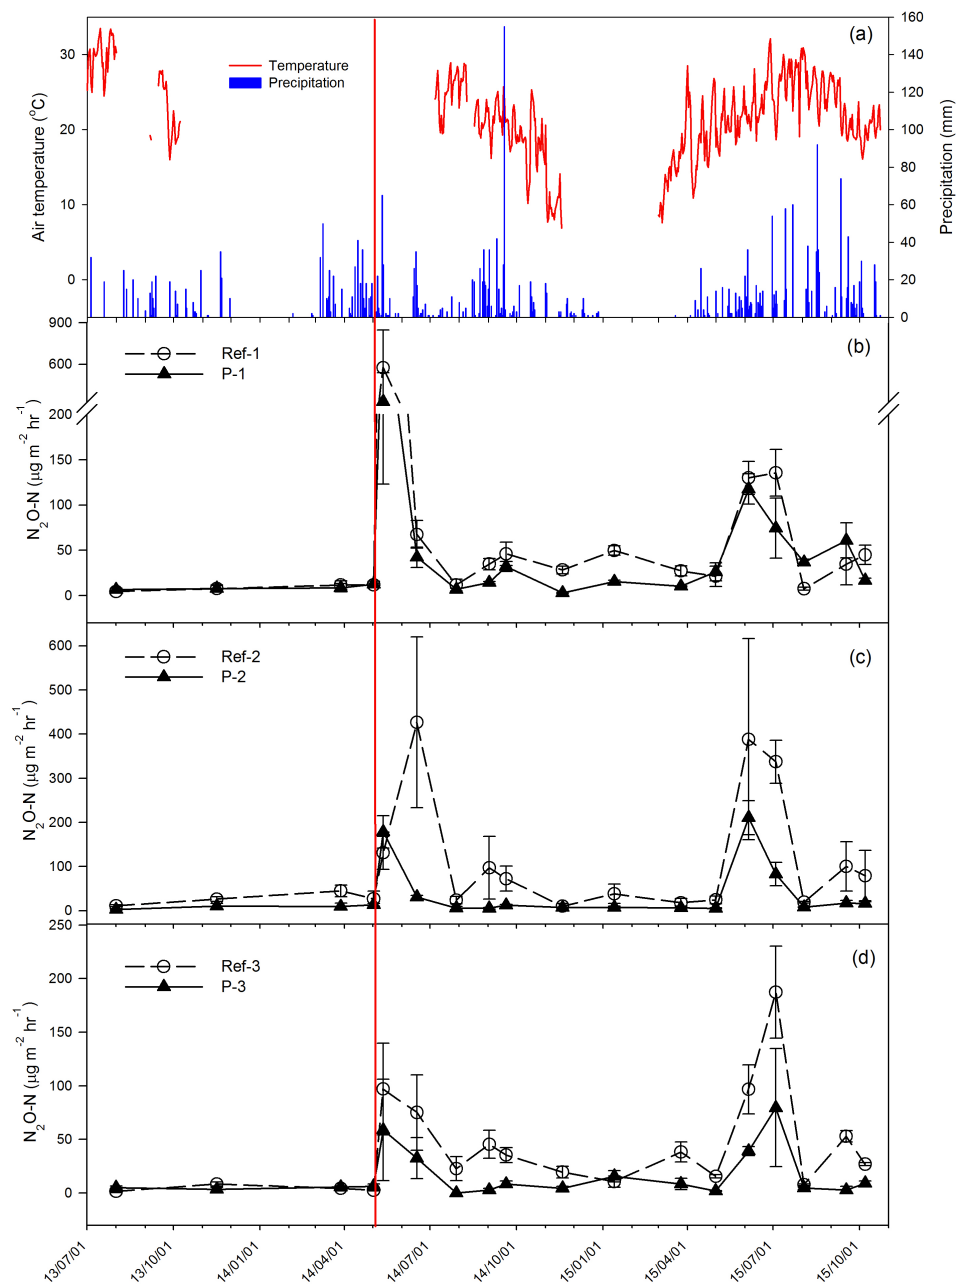 (a)
Temperature
Precipitation
30
20
10
0
Air temperature (°C)
160
140
120
100
80
60
40
20
0
Precipitation (mm)
(b)
Ref-1
P-1
900
600
200
150
100
50
0
N₂O-N (μg m⁻² hr⁻¹)
(c)
Ref-2
P-2
600
500
400
300
200
100
0
N₂O-N (μg m⁻² hr⁻¹)
(d)
Ref-3
P-3
250
200
150
100
50
0
N₂O-N (μg m⁻² hr⁻¹)
13/07/01 13/10/01 14/01/01 14/04/01 14/07/01 14/10/01 15/01/01 15/04/01 15/07/01 15/10/01